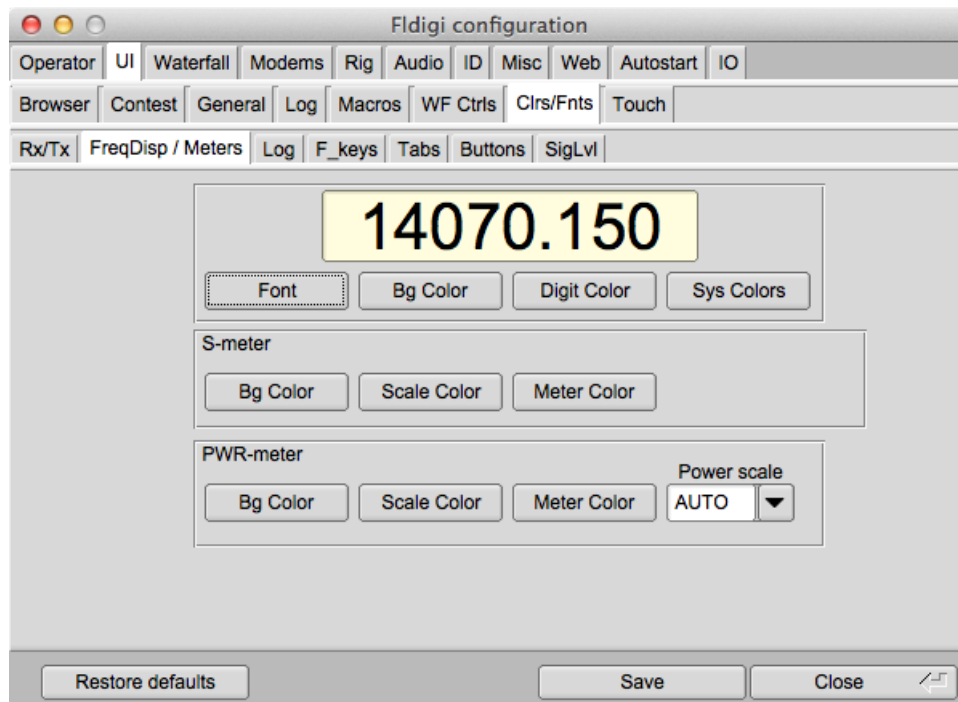 Fldigi configuration
Operator UI Waterfall Modems Rig Audio ID Misc Web Autostart IO
Browser Contest General Log Macros WF Ctrls Clrs/Fnts Touch
Rx/Tx FreqDisp / Meters Log F_keys Tabs Buttons SigLvl
14070.150
Font Bg Color Digit Color Sys Colors
S-meter
Bg Color Scale Color Meter Color
PWR-meter
Power scale
Bg Color Scale Color Meter Color AUTO
Restore defaults Save Close